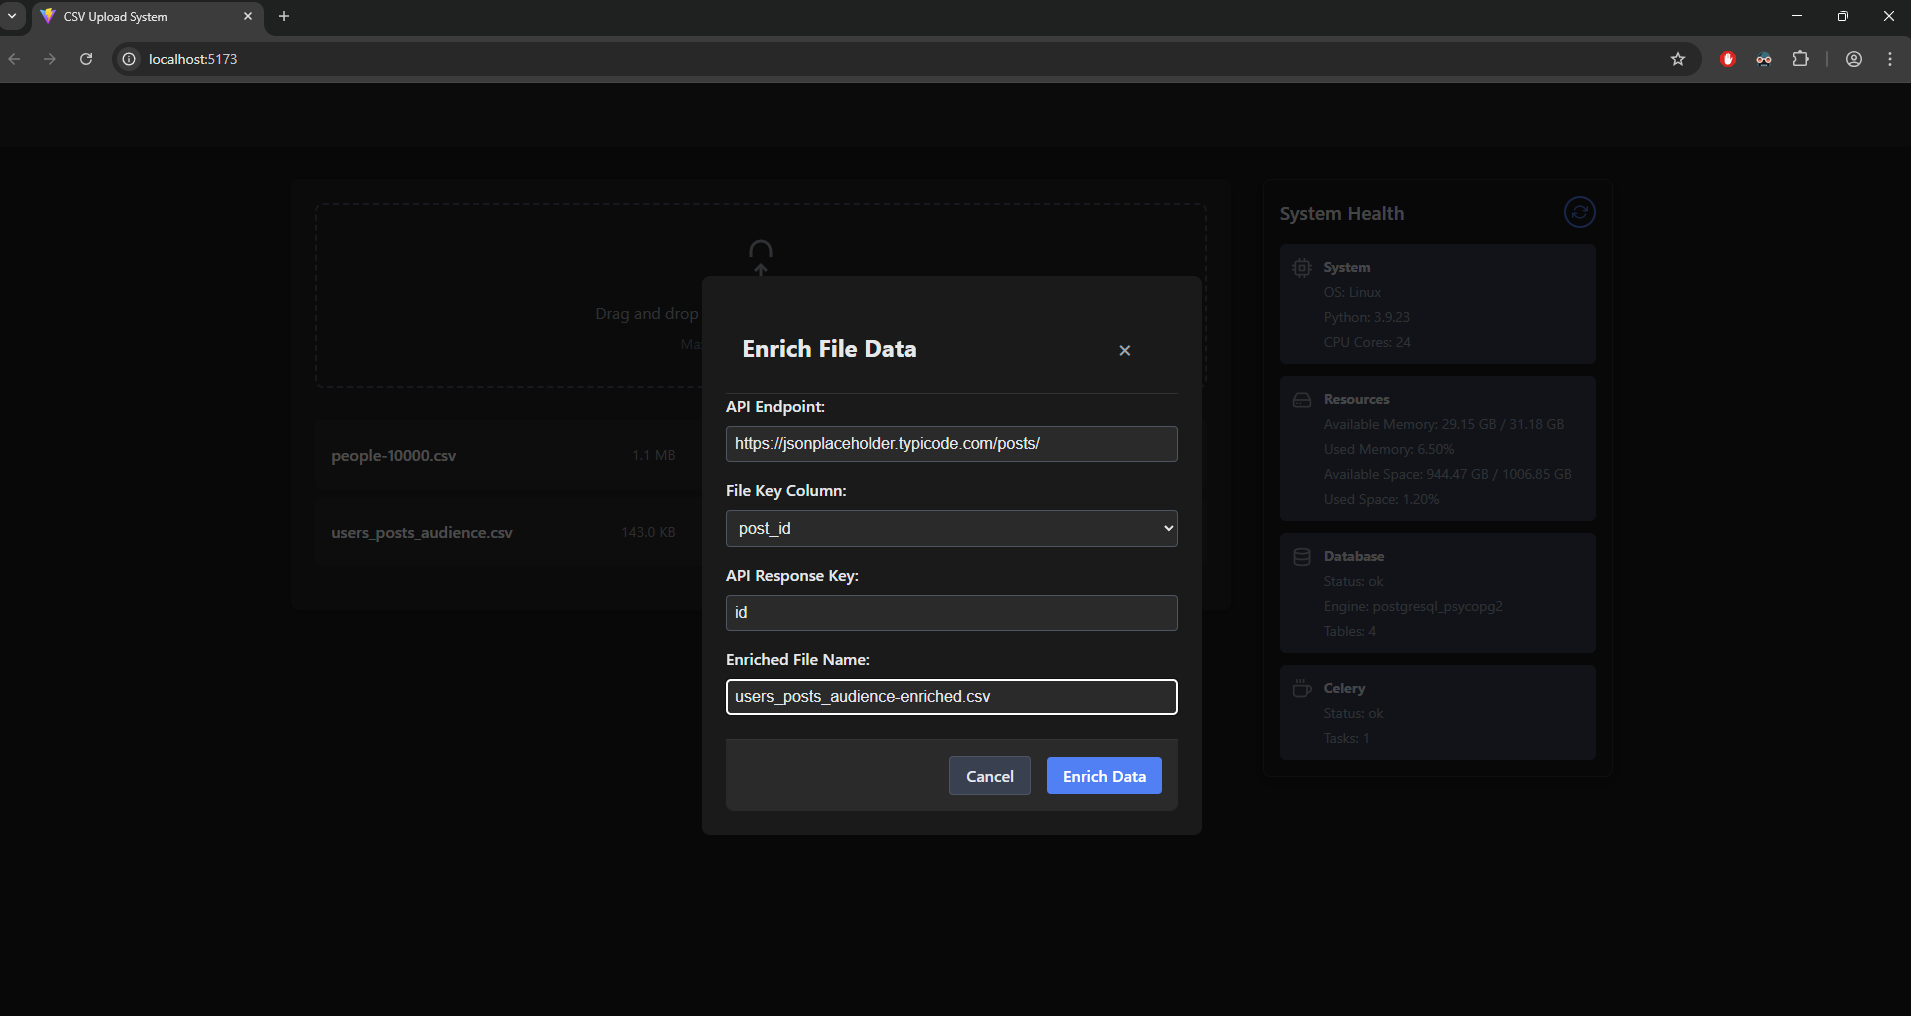 CSV Upload System
localhost:5173
Drag and drop
System Health
System
OS: Linux
Python: 3.9.23
CPU Cores: 24
Enrich File Data
API Endpoint:
https://jsonplaceholder.typicode.com/posts/
File Key Column:
post_id
API Response Key:
id
Enriched File Name:
users_posts_audience-enriched.csv
Cancel
Enrich Data
people-10000.csv
1.1 MB
users_posts_audience.csv
143.0 KB
Resources
Available Memory: 29.15 GB / 31.18 GB
Used Memory: 6.50%
Available Space: 944.47 GB / 1006.85 GB
Used Space: 1.20%
Database
Status: ok
Engine: postgresql_psycopg2
Tables: 4
Celery
Status: ok
Tasks: 1